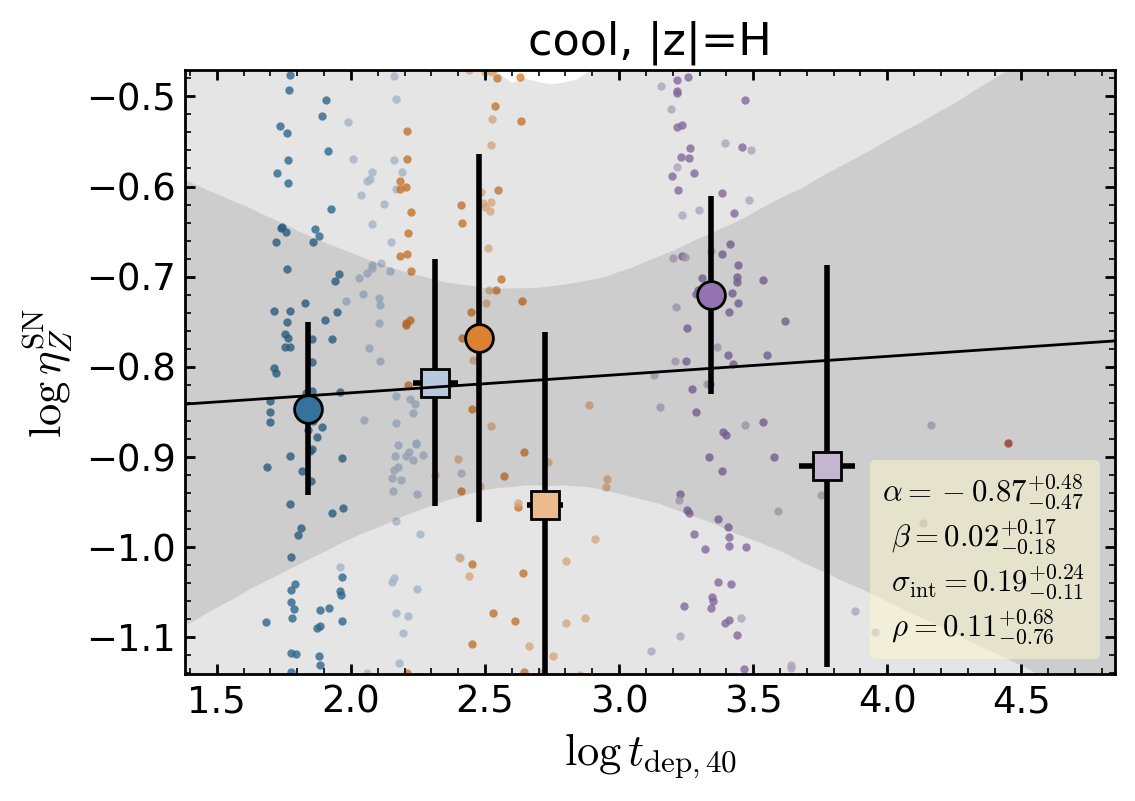 cool, |z|=H
−0.5
−0.6
−0.7
−0.8
−0.9
−1.0
−1.1
log η_Z^SN
α = −0.87^{+0.48}_{−0.47}
β = 0.02^{+0.17}_{−0.18}
σ_int = 0.19^{+0.24}_{−0.11}
ρ = 0.11^{+0.68}_{−0.76}
1.5 2.0 2.5 3.0 3.5 4.0 4.5
log t_{dep, 40}